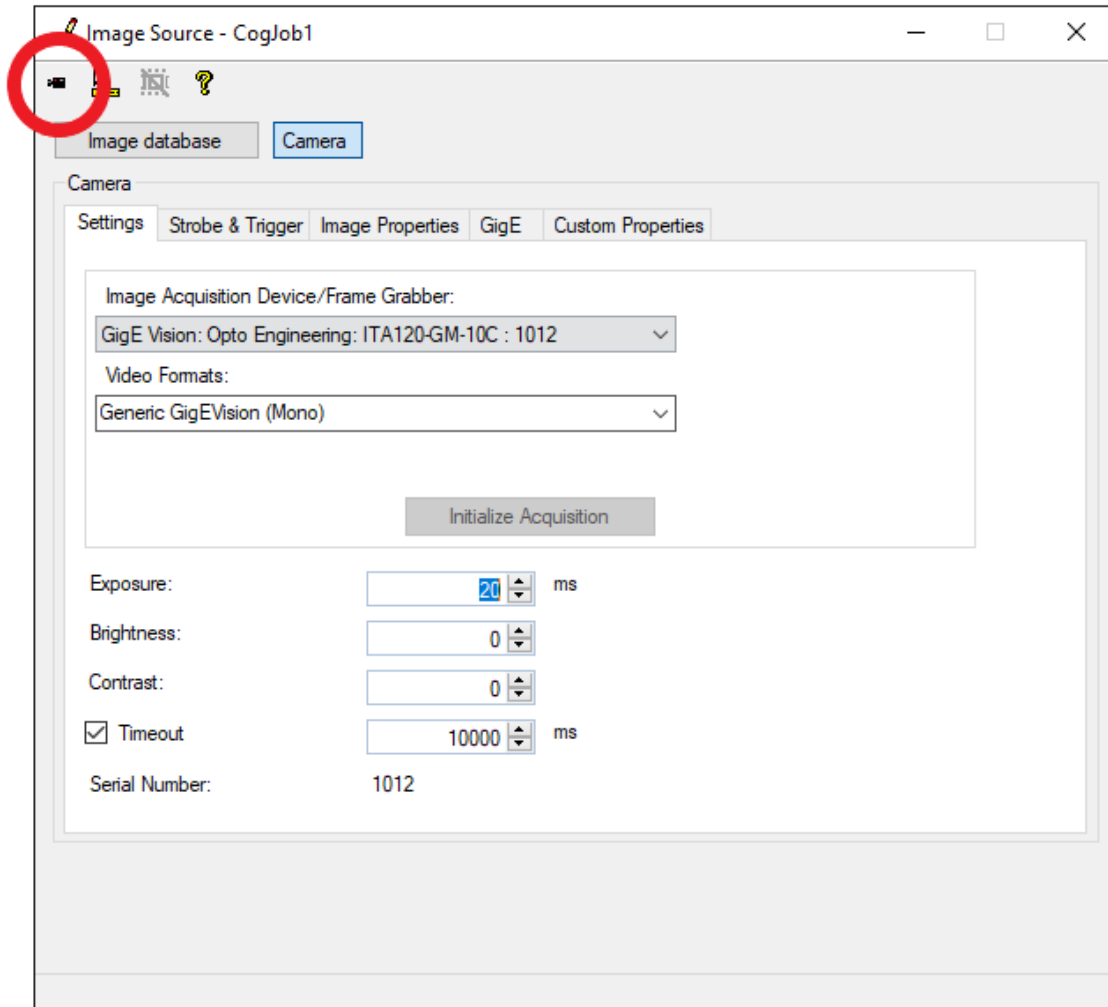 Image Source - CogJob1
Image database
Camera
Camera
Settings
Strobe & Trigger
Image Properties
GigE
Custom Properties
Image Acquisition Device/Frame Grabber:
GigE Vision: Opto Engineering: ITA120-GM-10C : 1012
Video Formats:
Generic GigEVision (Mono)
Initialize Acquisition
Exposure: 20 ms
Brightness: 0
Contrast: 0
Timeout 10000 ms
Serial Number: 1012